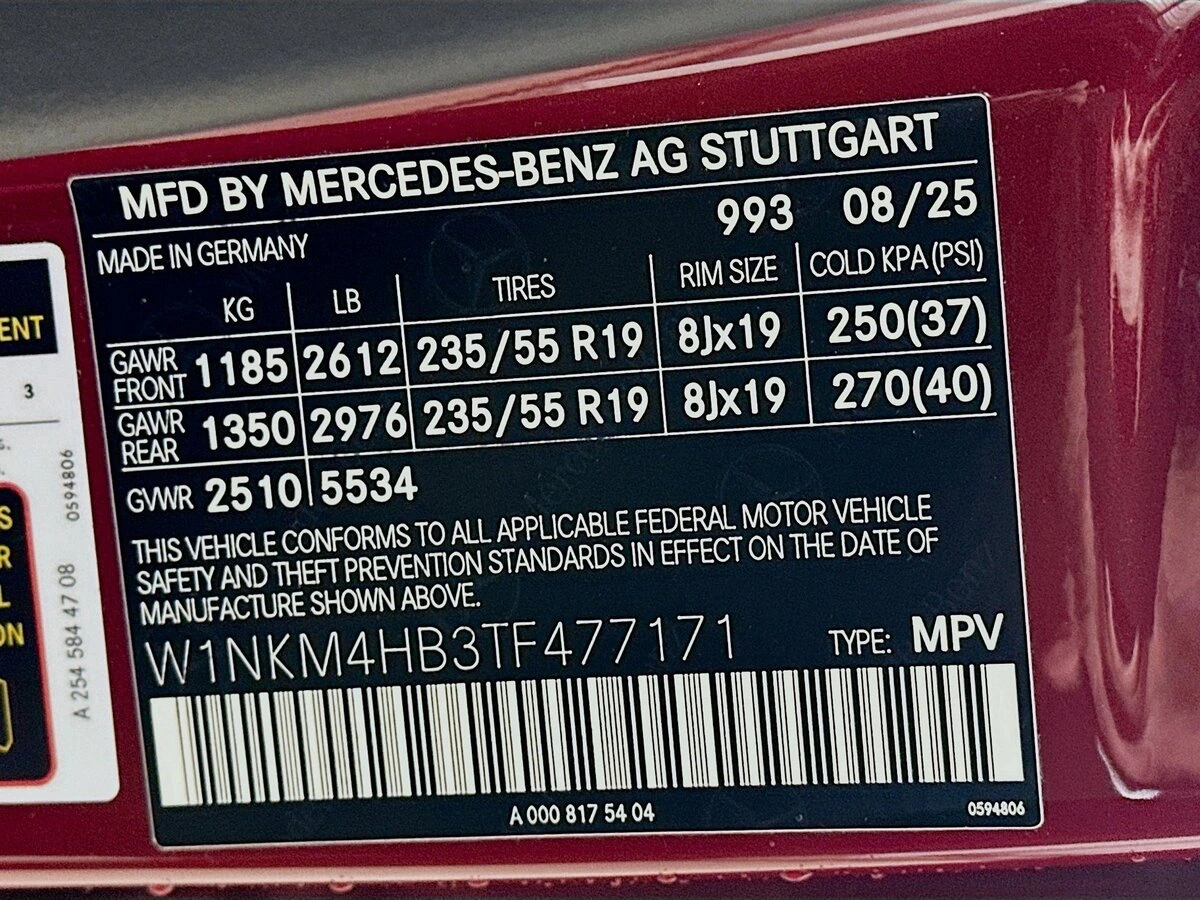 MFD BY MERCEDES-BENZ AG STUTTGART
993 08/25
MADE IN GERMANY
KG LB TIRES RIM SIZE COLD KPA (PSI)
GAWR FRONT 1185 2612 235/55 R19 8Jx19 250(37)
GAWR REAR 1350 2976 235/55 R19 8Jx19 270(40)
GVWR 2510 5534
THIS VEHICLE CONFORMS TO ALL APPLICABLE FEDERAL MOTOR VEHICLE
SAFETY AND THEFT PREVENTION STANDARDS IN EFFECT ON THE DATE OF
MANUFACTURE SHOWN ABOVE.
W1NKM4HB3TF477171 TYPE: MPV
A 000 817 54 04
0594806
ENT
3
0594806
A 254 584 47 08
S
R
L
ON